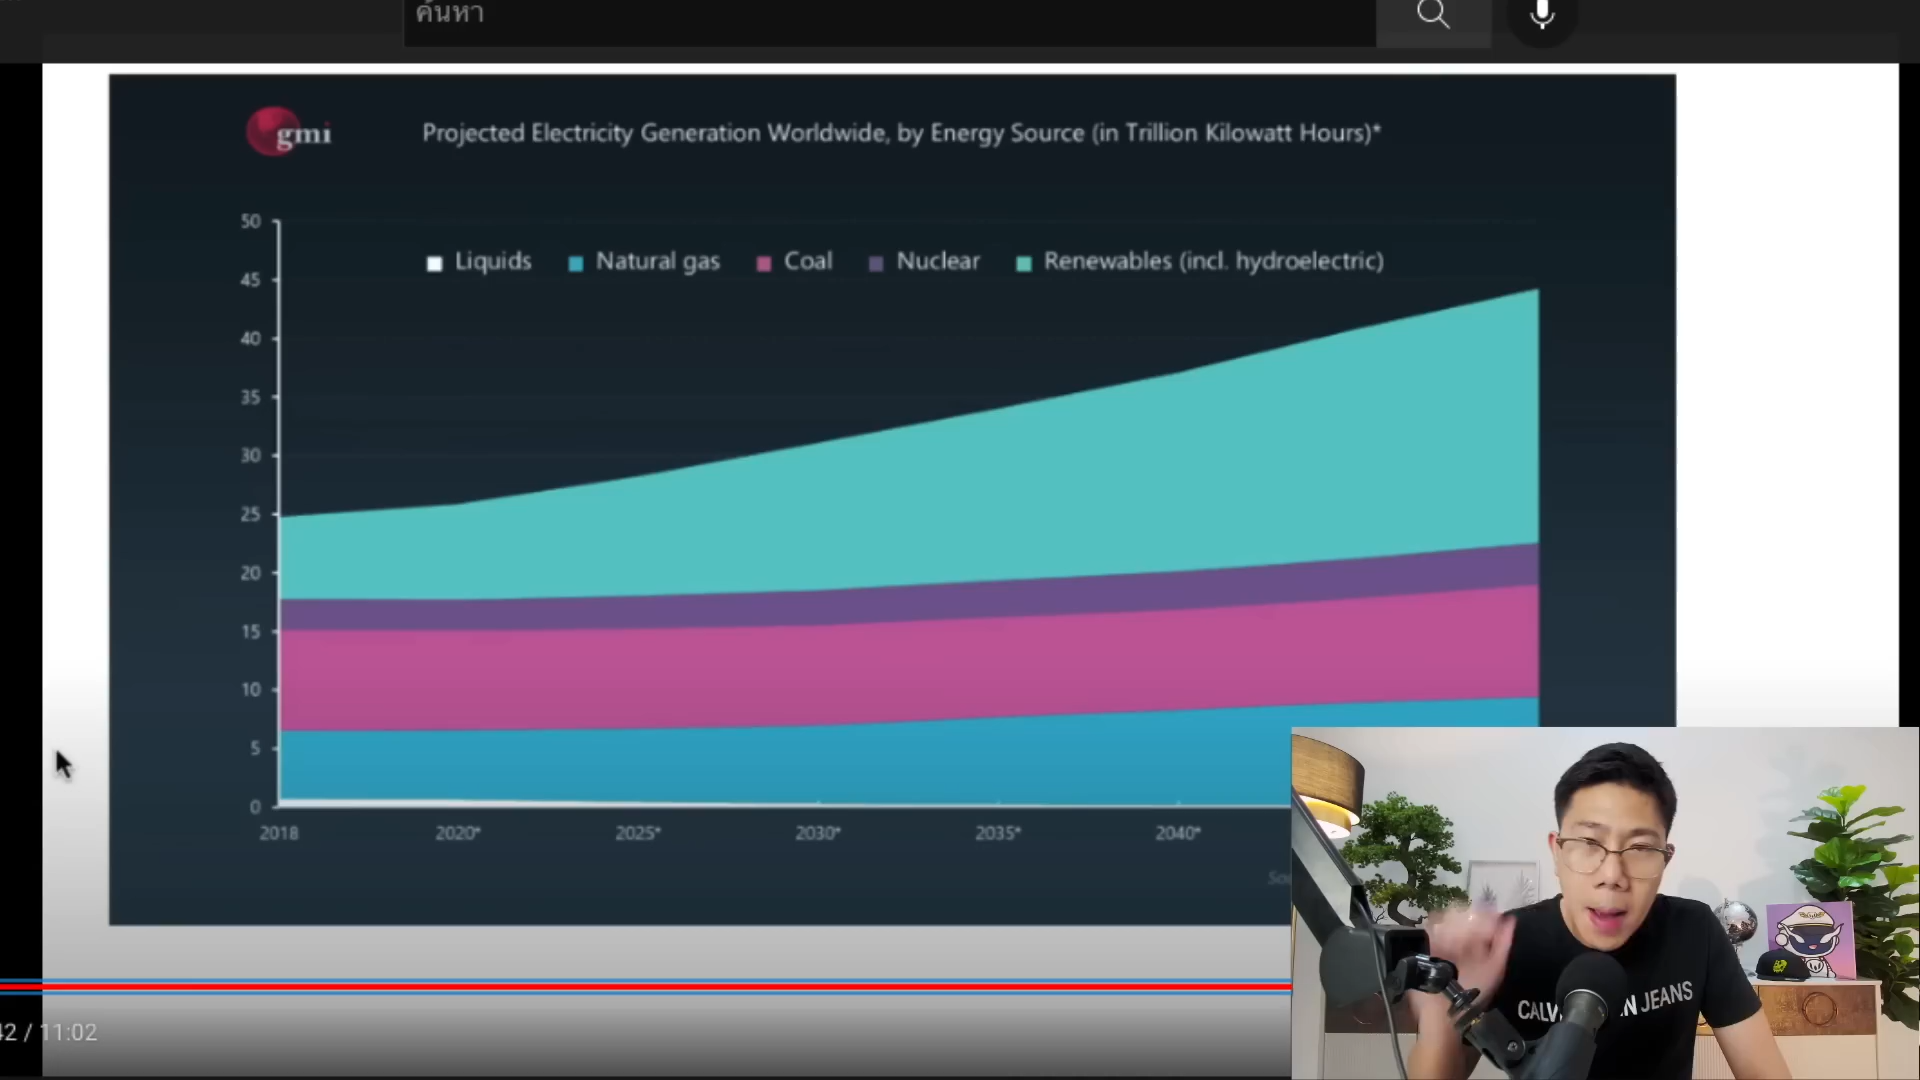 ค้นหา
gmi
Projected Electricity Generation Worldwide, by Energy Source (in Trillion Kilowatt Hours)*
50
Liquids Natural gas Coal Nuclear Renewables (incl. hydroelectric)
45
40
35
30
25
20
15
10
5
0
2018 2020* 2025* 2030* 2035* 2040*
JEANS
42 / 11:02